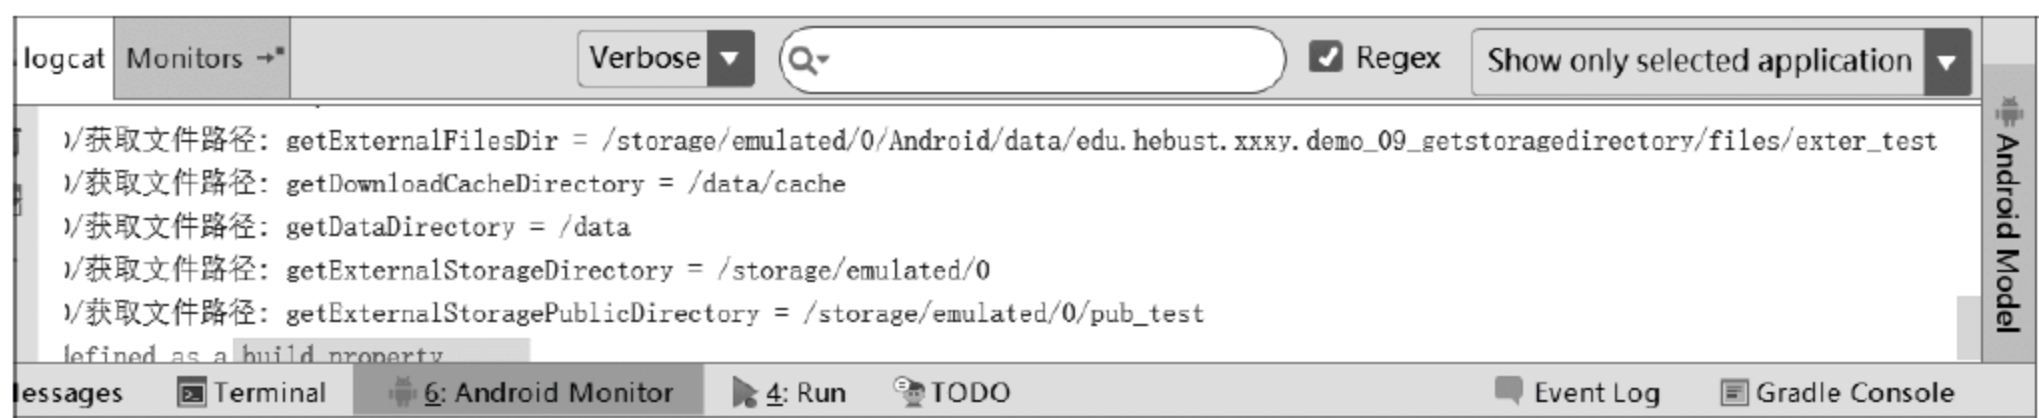 logcat Monitors Verbose Regex Show only selected application
/获取文件路径: getExternalFilesDir = /storage/emulated/0/Android/data/edu.hebust.xxxy.demo_09_getstoragedirectory/files/exter_test
/获取文件路径: getDownloadCacheDirectory = /data/cache
/获取文件路径: getDataDirectory = /data
/获取文件路径: getExternalStorageDirectory = /storage/emulated/0
/获取文件路径: getExternalStoragePublicDirectory = /storage/emulated/0/pub_test
efined as a build property
Android Model
essages Terminal 6: Android Monitor 4: Run TODO Event Log Gradle Console